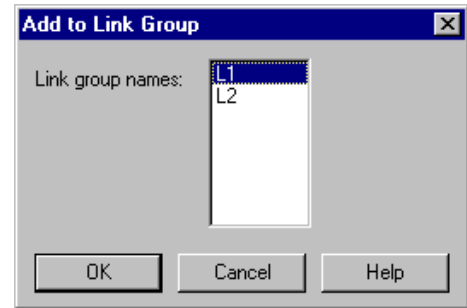 Add to Link Group
Link group names:
L1
L2
OK
Cancel
Help